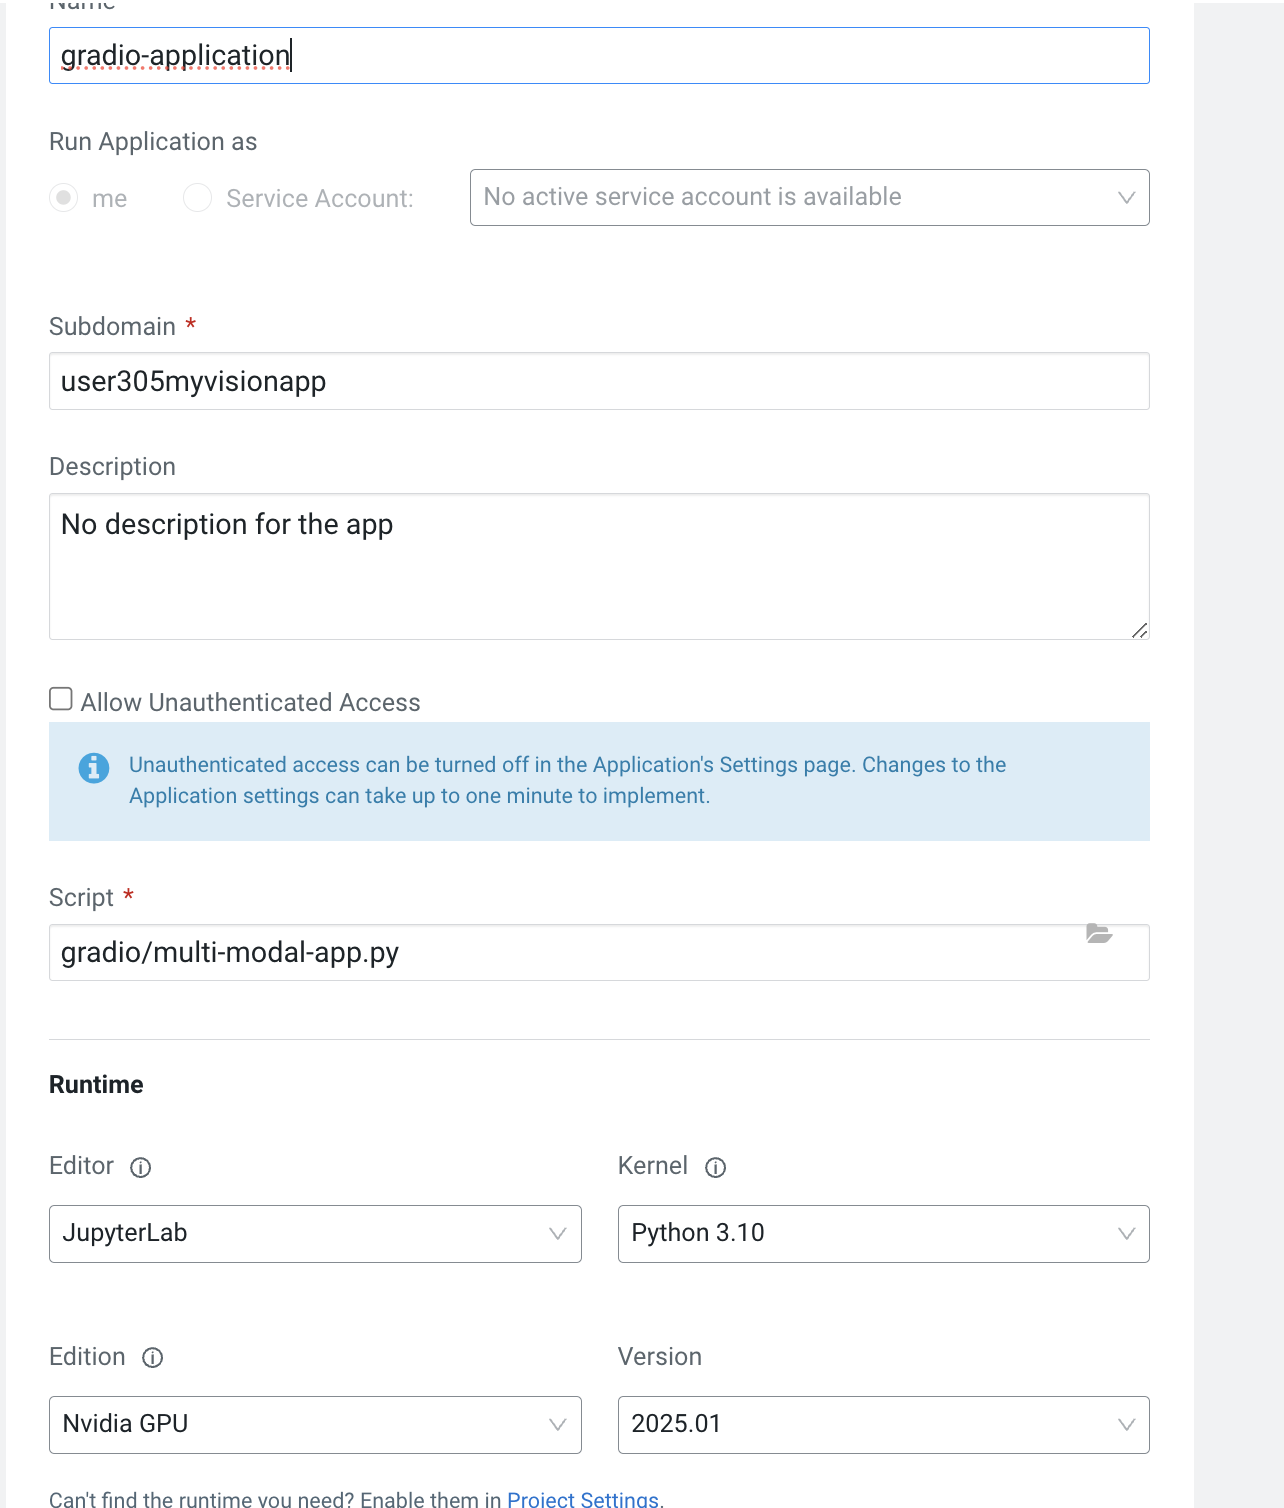 Name
gradio-application
Run Application as
me
Service Account:
No active service account is available
Subdomain *
user305myvisionapp
Description
No description for the app
Allow Unauthenticated Access
Unauthenticated access can be turned off in the Application's Settings page. Changes to the
Application settings can take up to one minute to implement.
Script *
gradio/multi-modal-app.py
Runtime
Editor
Kernel
JupyterLab
Python 3.10
Edition
Version
Nvidia GPU
2025.01
Can't find the runtime you need? Enable them in Project Settings.